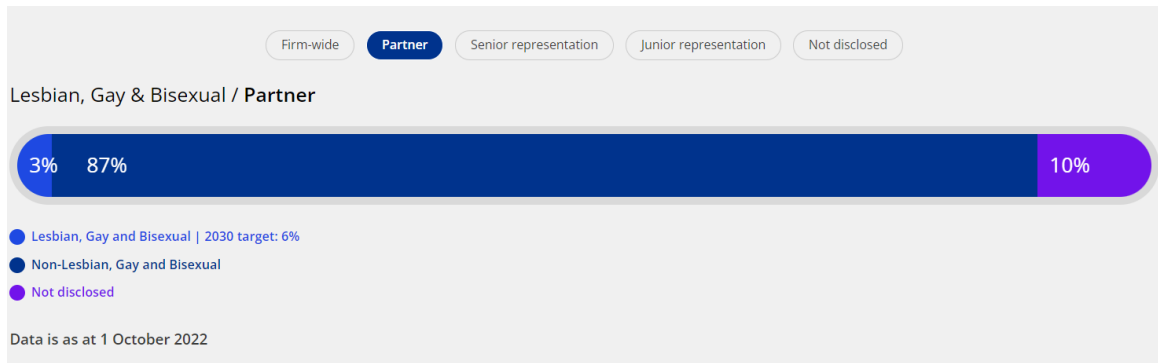 Firm-wide Partner Senior representation Junior representation Not disclosed
Lesbian, Gay & Bisexual / Partner
3% 87% 10%
Lesbian, Gay and Bisexual | 2030 target: 6%
Non-Lesbian, Gay and Bisexual
Not disclosed
Data is as at 1 October 2022